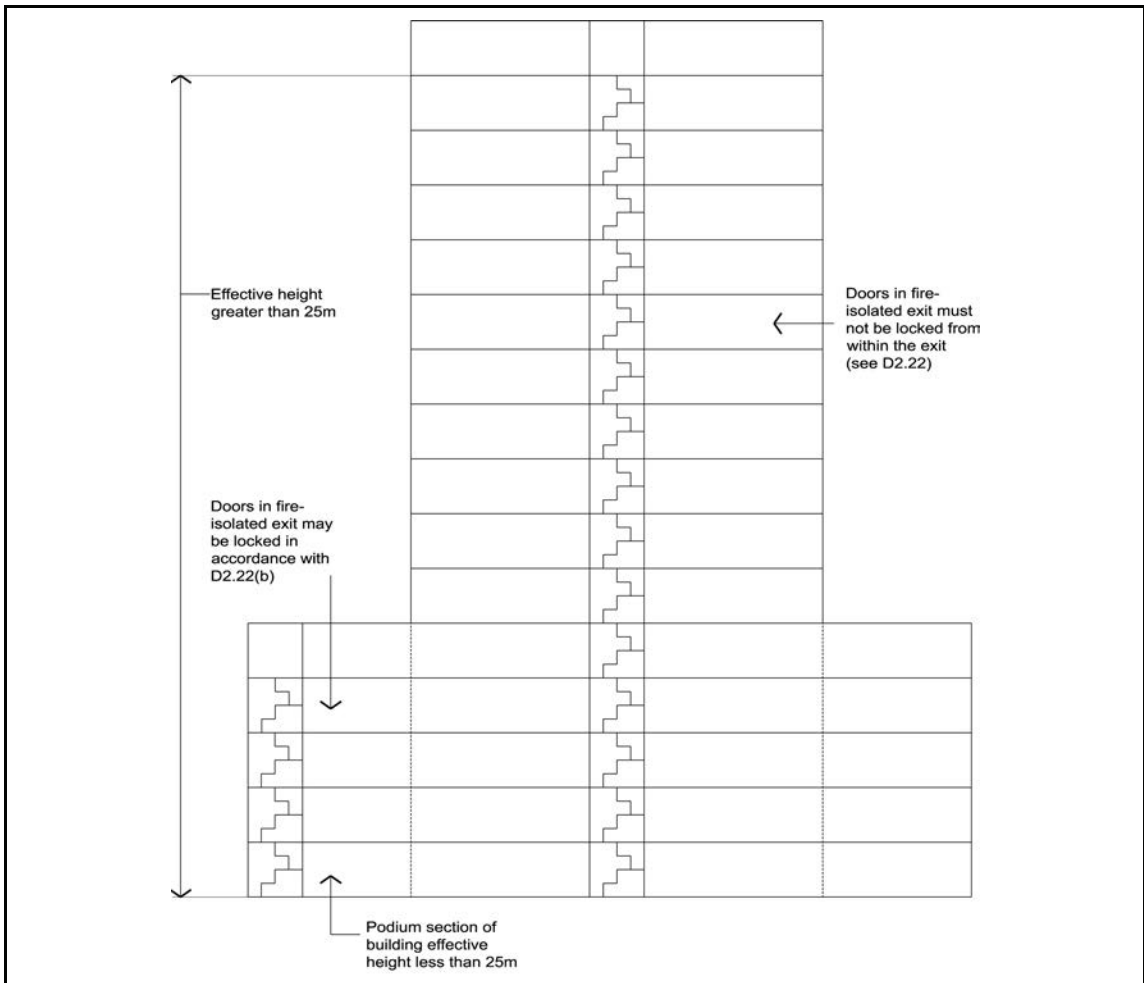 Effective height
greater than 25m
Doors in fire-
isolated exit must
not be locked from
within the exit
(see D2.22)
Doors in fire-
isolated exit may
be locked in
accordance with
D2.22(b)
Podium section of
building effective
height less than 25m